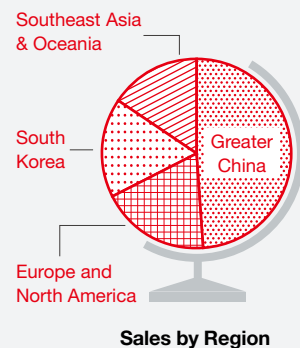 Southeast Asia
& Oceania
South
Korea
Greater
China
Europe and
North America
Sales by Region